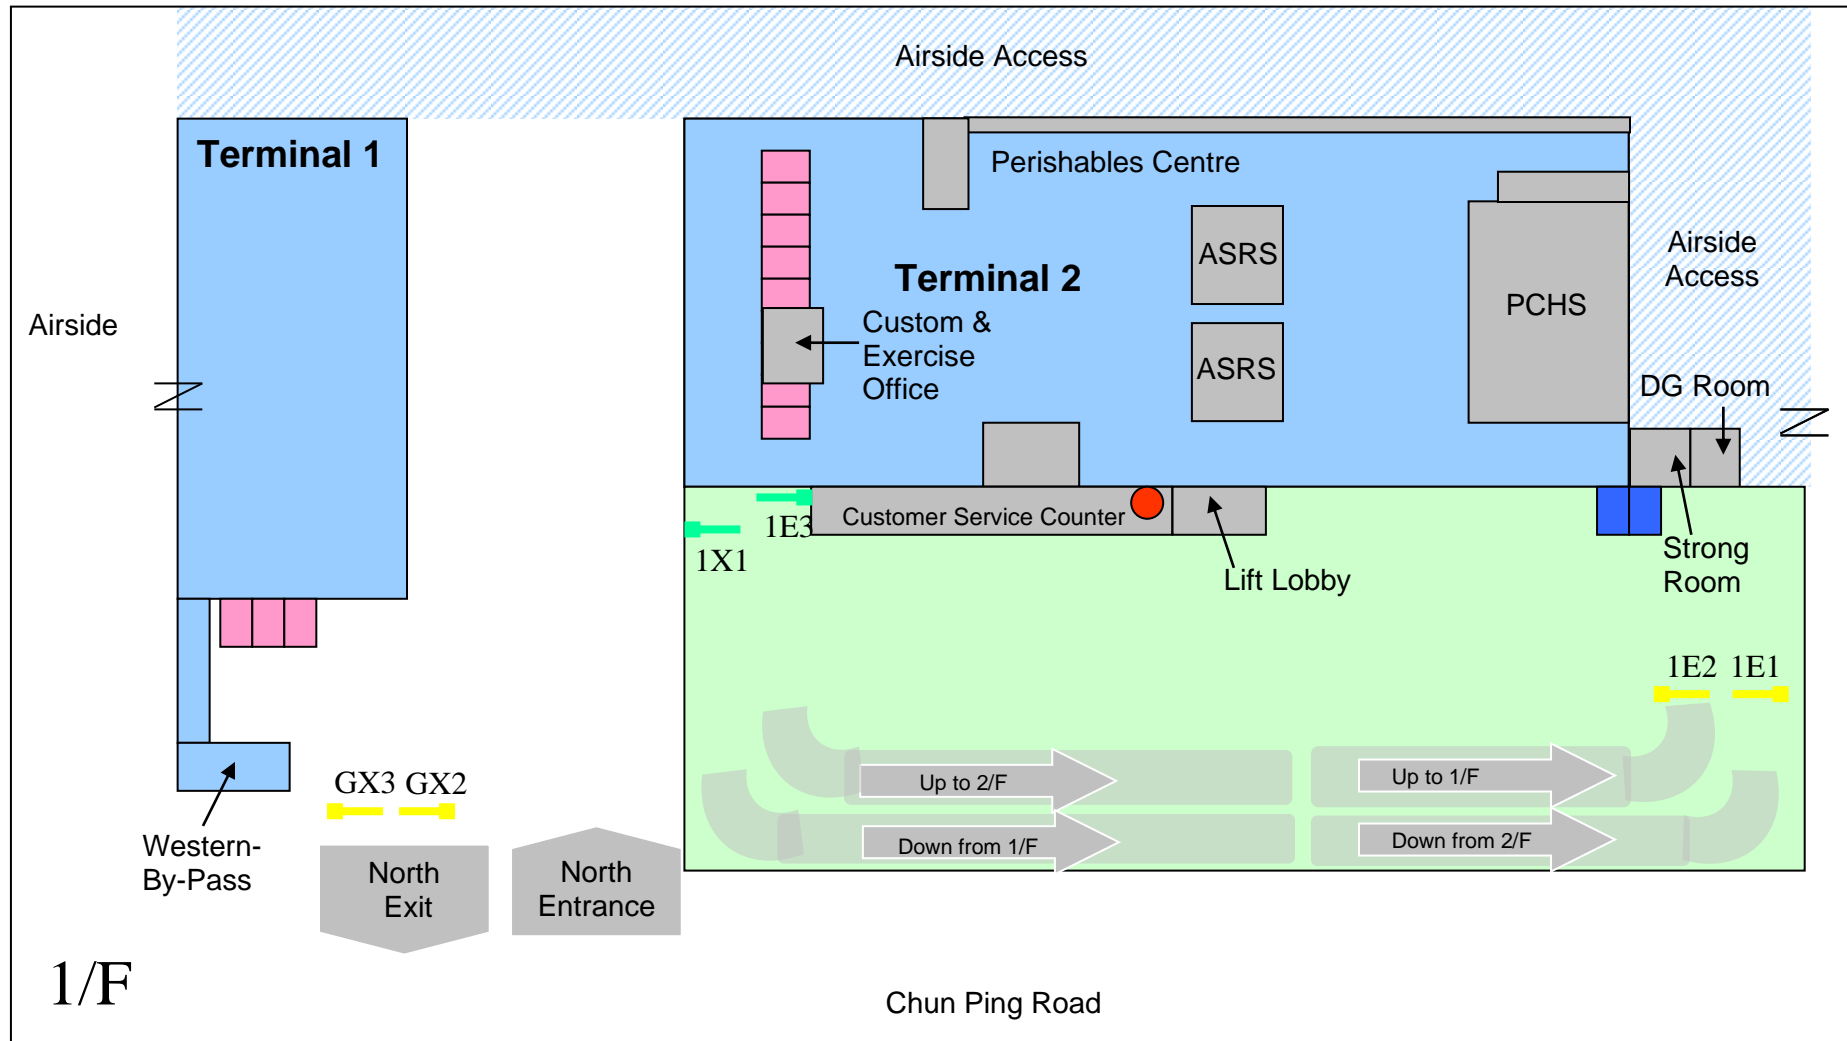 Airside Access
Terminal 1
Perishables Centre
ASRS
Airside
Access
Terminal 2
PCHS
Airside
Custom &
Exercise
Office
ASRS
DG Room
Customer Service Counter
1E3
1X1
Lift Lobby
Strong
Room
1E2 1E1
GX3 GX2
Up to 2/F
Up to 1/F
Down from 1/F
Down from 2/F
Western-
By-Pass
North
Exit
North
Entrance
1/F
Chun Ping Road